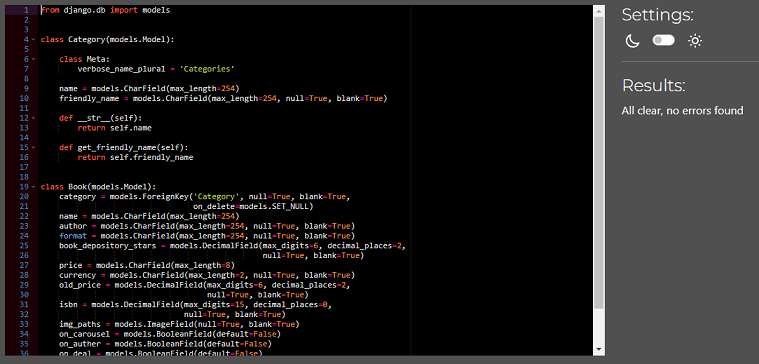 1 from django.db import models
2
3
4 class Category(models.Model):
5
6     class Meta:
7         verbose_name_plural = 'Categories'
8
9     name = models.CharField(max_length=254)
10     friendly_name = models.CharField(max_length=254, null=True, blank=True)
11
12     def __str__(self):
13         return self.name
14
15     def get_friendly_name(self):
16         return self.friendly_name
17
18
19 class Book(models.Model):
20     category = models.ForeignKey('Category', null=True, blank=True,
21                                  on_delete=models.SET_NULL)
22     name = models.CharField(max_length=254)
23     author = models.CharField(max_length=254, null=True, blank=True)
24     format = models.CharField(max_length=254, null=True, blank=True)
25     book_depository_stars = models.DecimalField(max_digits=6, decimal_places=2,
26                                                 null=True, blank=True)
27     price = models.CharField(max_length=8)
28     currency = models.CharField(max_length=2, null=True, blank=True)
29     old_price = models.DecimalField(max_digits=6, decimal_places=2,
30                                     null=True, blank=True)
31     isbn = models.DecimalField(max_digits=15, decimal_places=0,
32                                null=True, blank=True)
33     img_paths = models.ImageField(null=True, blank=True)
34     on_carousel = models.BooleanField(default=False)
35     on_auther = models.BooleanField(default=False)
36     on_deal = models.BooleanField(default=False)
Settings:
Results:
All clear, no errors found